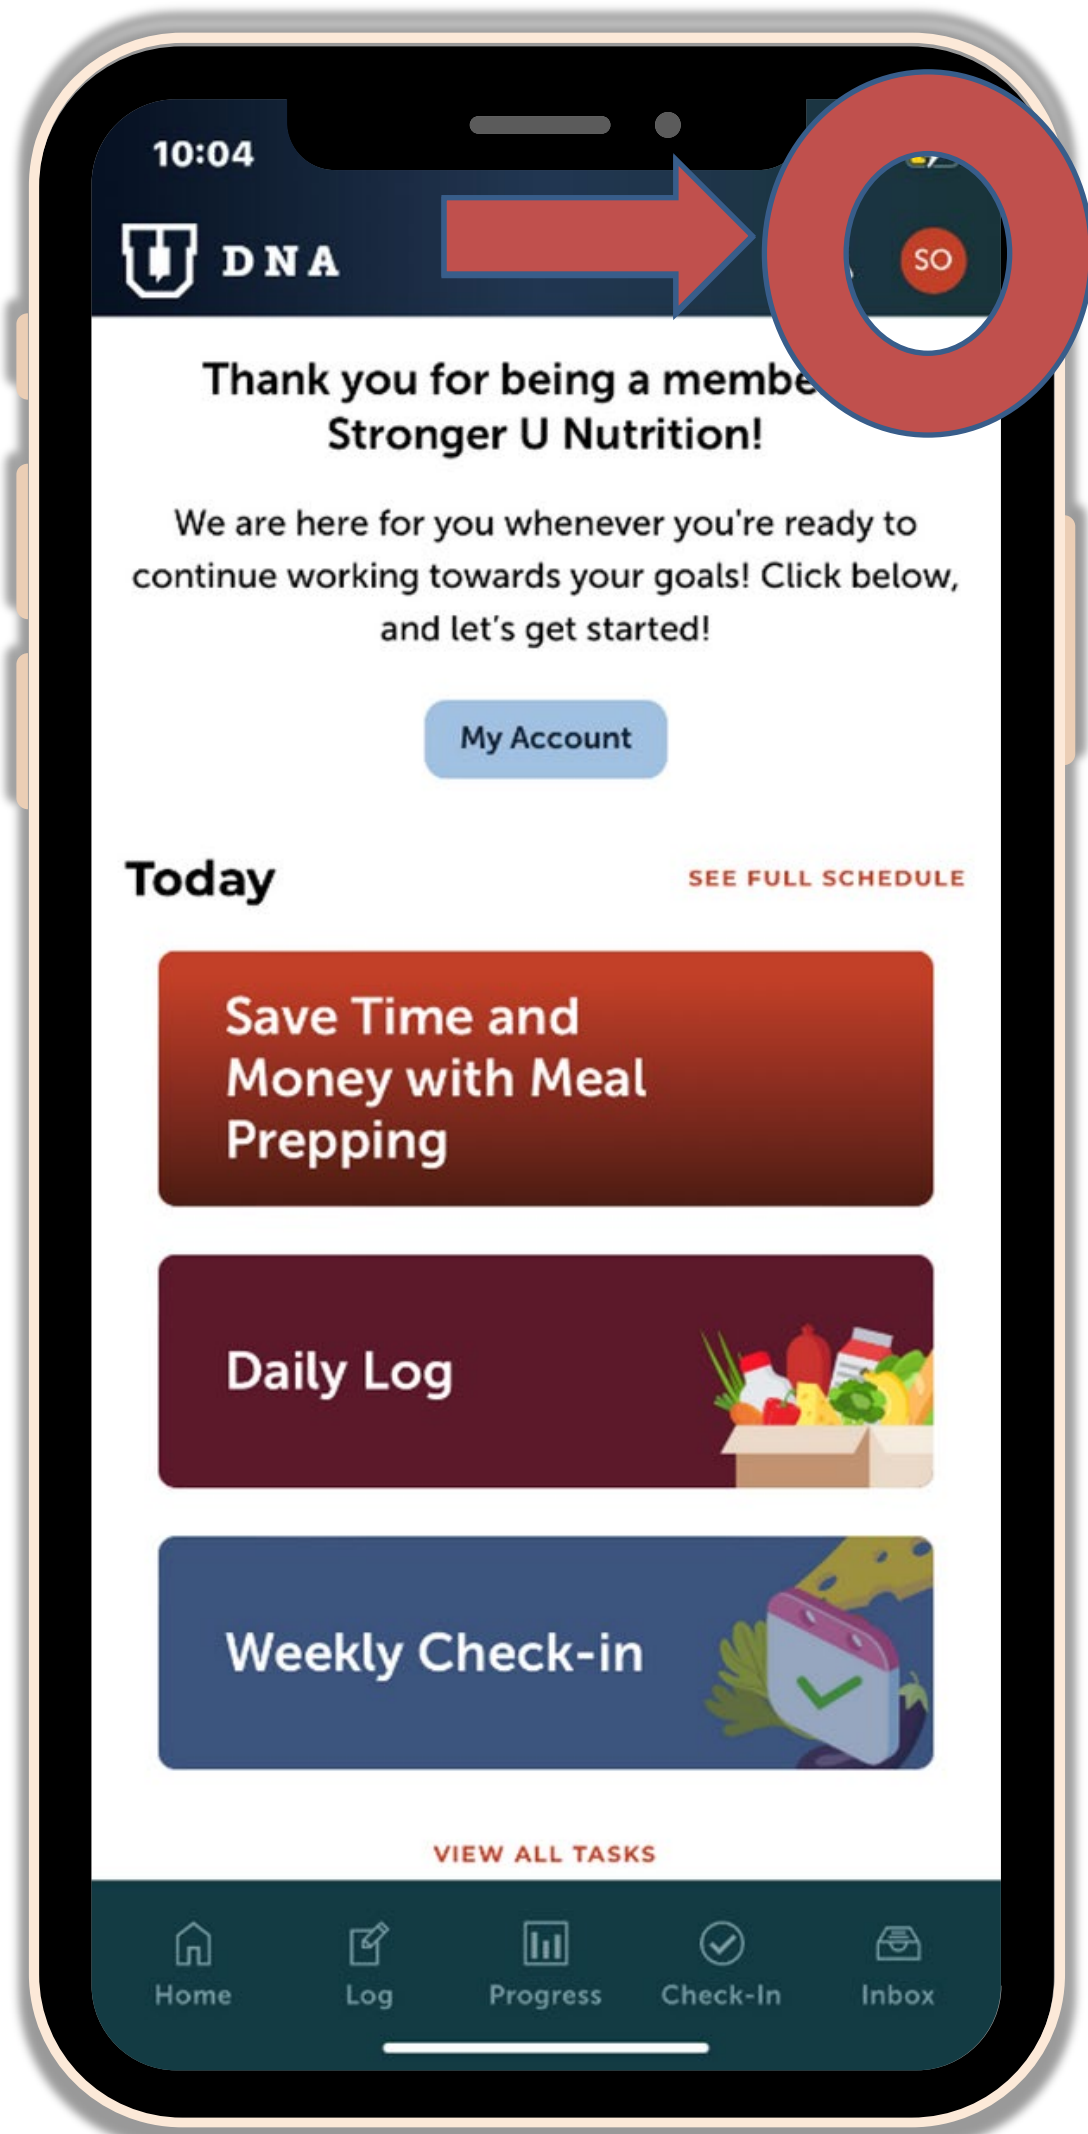 10:04
DNA
SO
Thank you for being a membe
Stronger U Nutrition!
We are here for you whenever you're ready to
continue working towards your goals! Click below,
and let's get started!
My Account
Today
SEE FULL SCHEDULE
Save Time and
Money with Meal
Prepping
Daily Log
Weekly Check-in
VIEW ALL TASKS
Home
Log
Progress
Check-In
Inbox